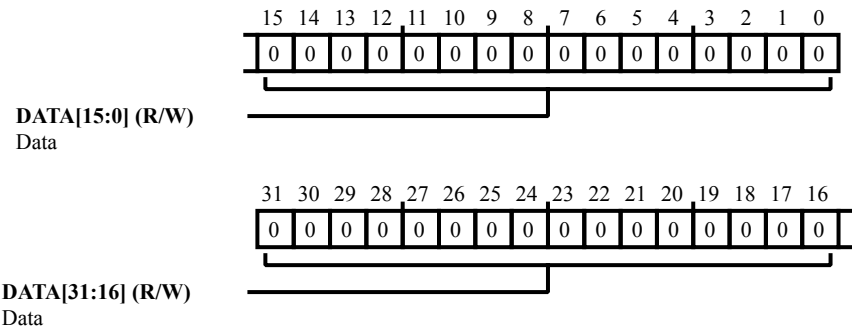 15 14 13 12 11 10 9 8 7 6 5 4 3 2 1 0
0 0 0 0 0 0 0 0 0 0 0 0 0 0 0 0
DATA[15:0] (R/W)
Data
31 30 29 28 27 26 25 24 23 22 21 20 19 18 17 16
0 0 0 0 0 0 0 0 0 0 0 0 0 0 0 0
DATA[31:16] (R/W)
Data